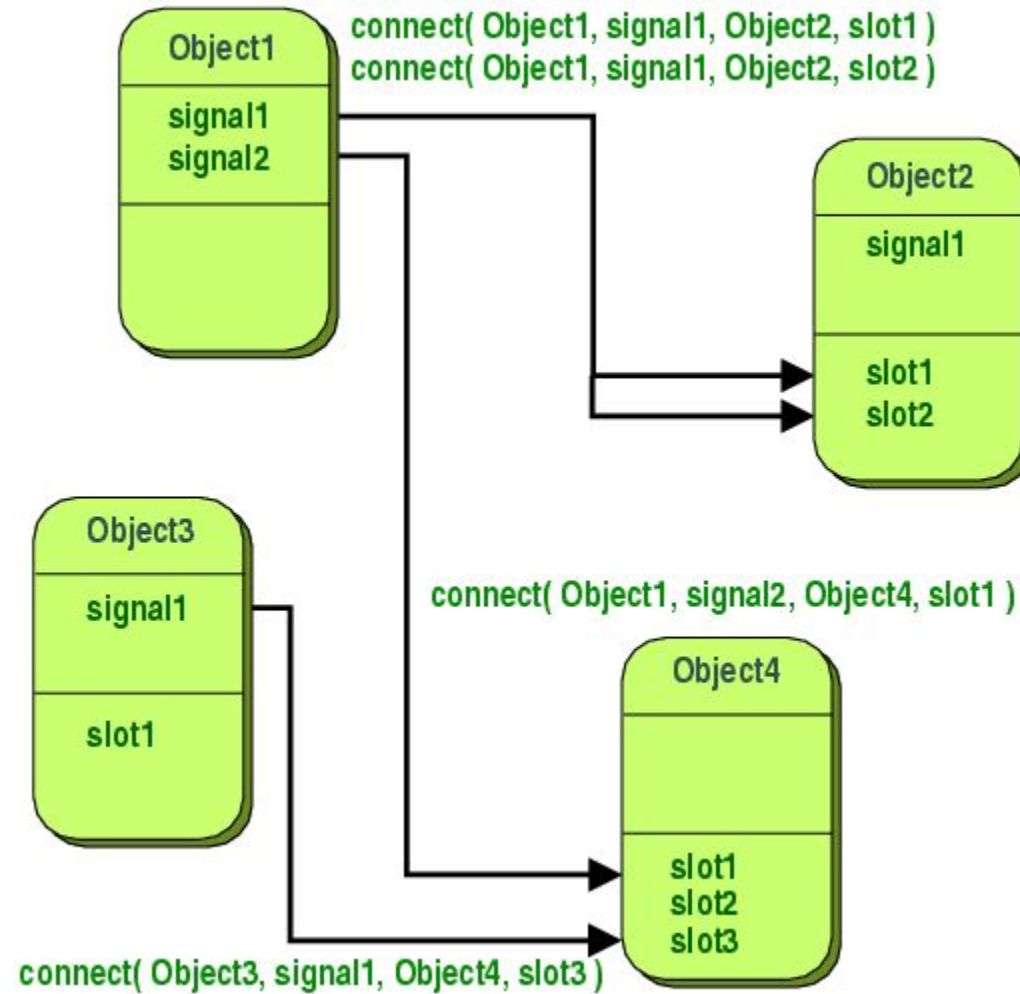 Object1
signal1
signal2
connect( Object1, signal1, Object2, slot1 )
connect( Object1, signal1, Object2, slot2 )
Object2
signal1
slot1
slot2
Object3
signal1
slot1
connect( Object1, signal2, Object4, slot1 )
Object4
slot1
slot2
slot3
connect( Object3, signal1, Object4, slot3 )